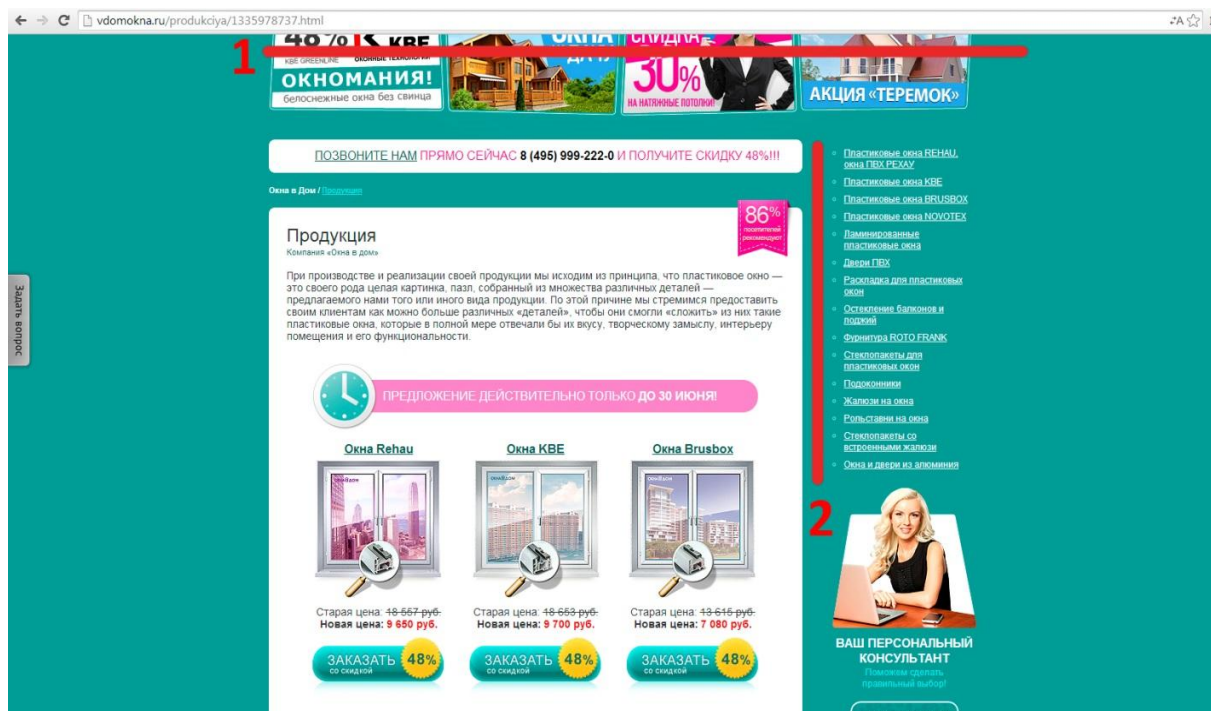 vdomokna.ru/produkciya/1335978737.html
1
48% КВЕ
KBE GREENLINE ОКОННЫЕ ТЕХНОЛОГИИ
ОКНОМАНИЯ!
белоснежные окна без свинца
СКИДКА
30%
НА НАТЯЖНЫЕ ПОТОЛКИ!
АКЦИЯ «ТЕРЕМОК»
ПОЗВОНИТЕ НАМ ПРЯМО СЕЙЧАС 8 (495) 999-222-0 И ПОЛУЧИТЕ СКИДКУ 48%!!!
Окна в Дом / Продукция
86%
посетителей
рекомендуют
Продукция
Компания «Окна в дом»
При производстве и реализации своей продукции мы исходим из принципа, что пластиковое окно —
это своего рода целая картинка, пазл, собранный из множества различных деталей —
предлагаемого нами того или иного вида продукции. По этой причине мы стремимся предоставить
своим клиентам как можно больше различных «деталей», чтобы они смогли «сложить» из них такие
пластиковые окна, которые в полной мере отвечали бы их вкусу, творческому замыслу, интерьеру
помещения и его функциональности.
Задать вопрос
ПРЕДЛОЖЕНИЕ ДЕЙСТВИТЕЛЬНО ТОЛЬКО ДО 30 ИЮНЯ!
Окна Rehau
Окна KBE
Окна Brusbox
Старая цена: 18 557 руб.
Новая цена: 9 650 руб.
Старая цена: 18 653 руб.
Новая цена: 9 700 руб.
Старая цена: 13 615 руб.
Новая цена: 7 080 руб.
ЗАКАЗАТЬ 48%
со скидкой
ЗАКАЗАТЬ 48%
со скидкой
ЗАКАЗАТЬ 48%
со скидкой
Пластиковые окна REHAU,
окна ПВХ РЕХАУ
Пластиковые окна KBE
Пластиковые окна BRUSBOX
Пластиковые окна NOVOTEX
Ламинированные
пластиковые окна
Двери ПВХ
Раскладка для пластиковых
окон
Остекление балконов и
лоджий
Фурнитура ROTO FRANK
Стеклопакеты для
пластиковых окон
Подоконники
Жалюзи на окна
Рольставни на окна
Стеклопакеты со
встроенными жалюзи
Окна и двери из алюминия
2
ВАШ ПЕРСОНАЛЬНЫЙ
КОНСУЛЬТАНТ
Поможем сделать
правильный выбор!